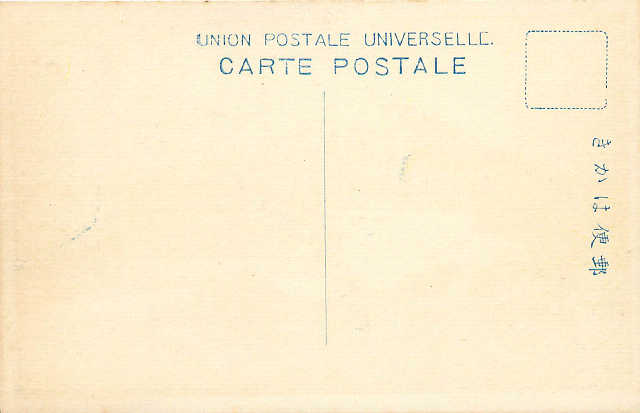 UNION POSTALE UNIVERSELLE.
CARTE POSTALE
郵便はかき